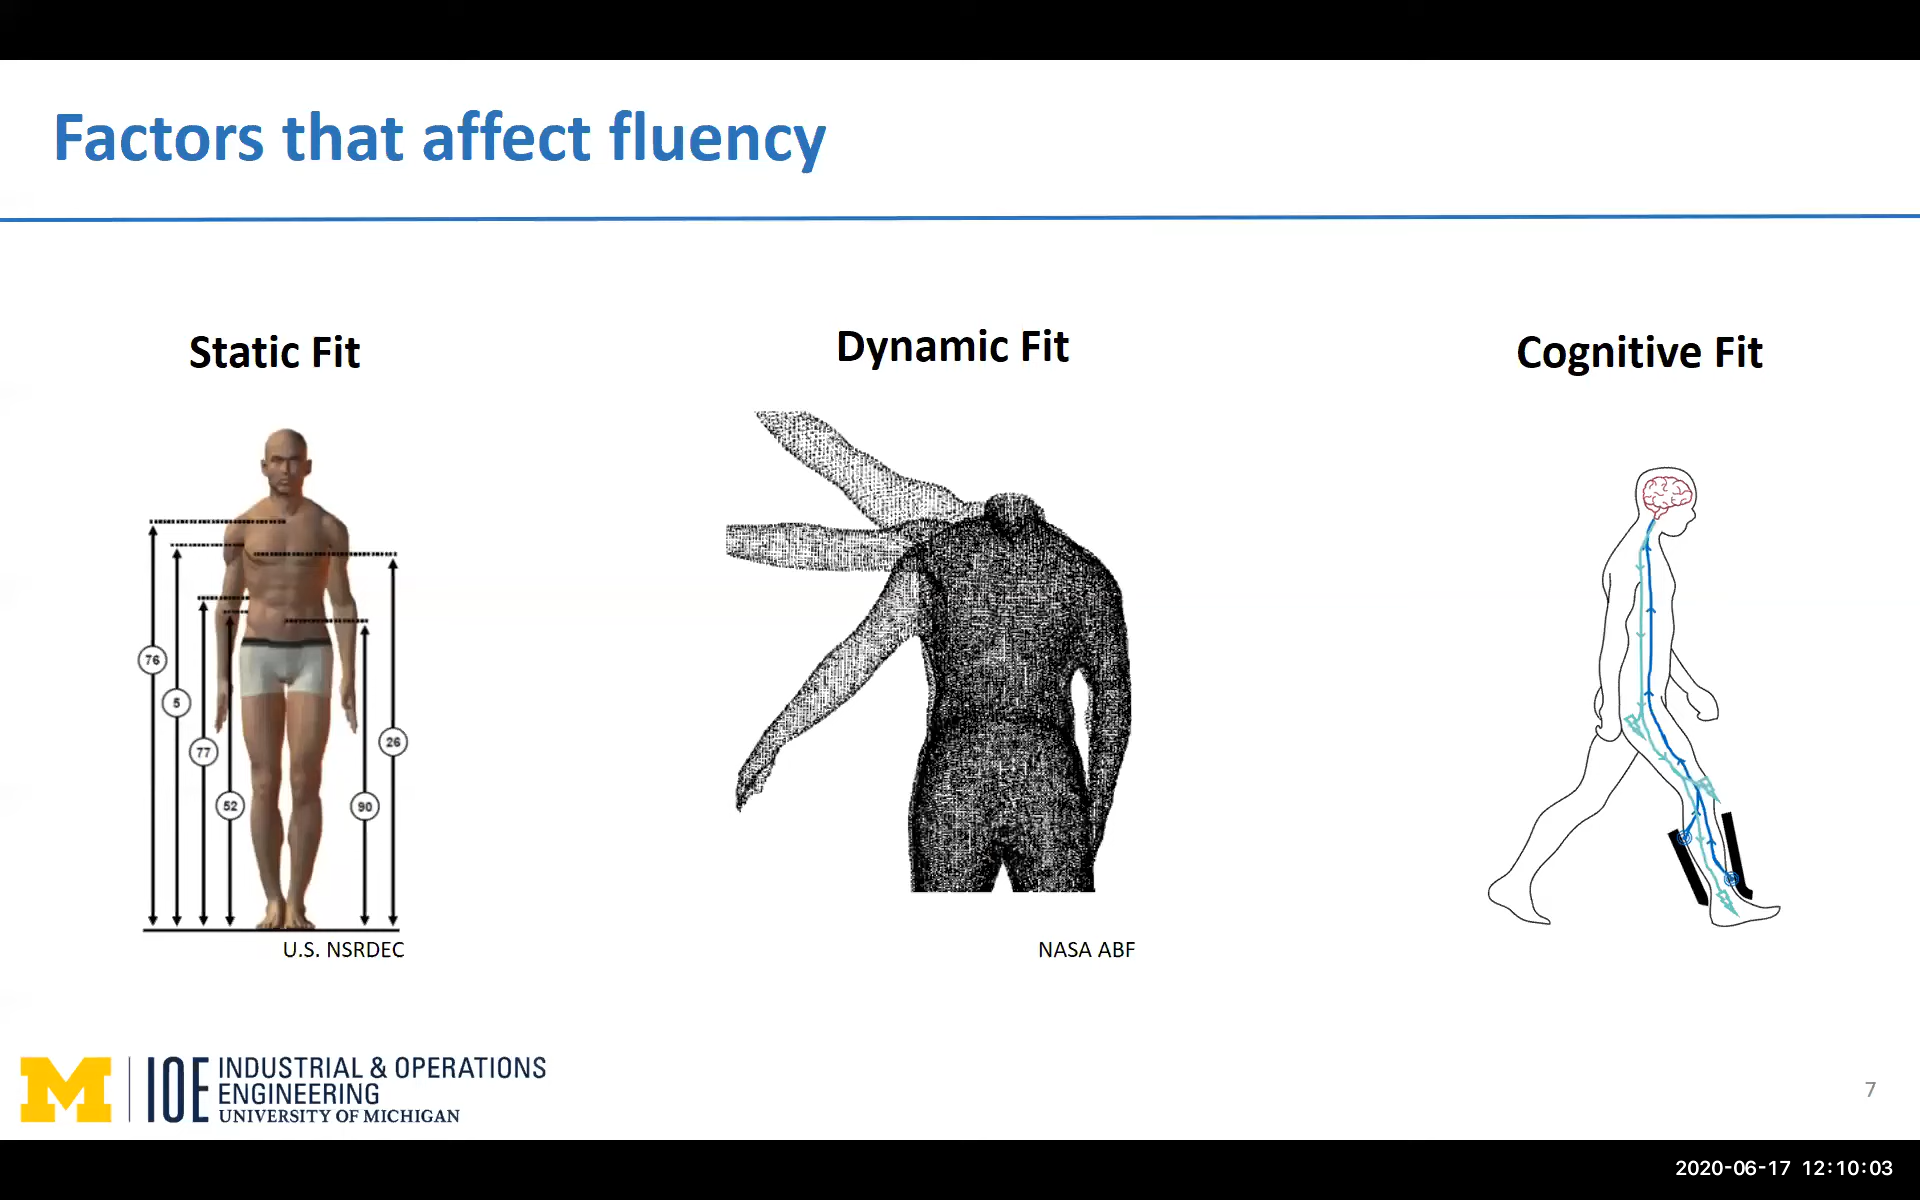 Factors that affect fluency
Static Fit
Dynamic Fit
Cognitive Fit
76
5
77
52
90
26
U.S. NSRDEC
NASA ABF
M
IOE
INDUSTRIAL & OPERATIONS
ENGINEERING
UNIVERSITY OF MICHIGAN
7
2020-06-17 12:10:03